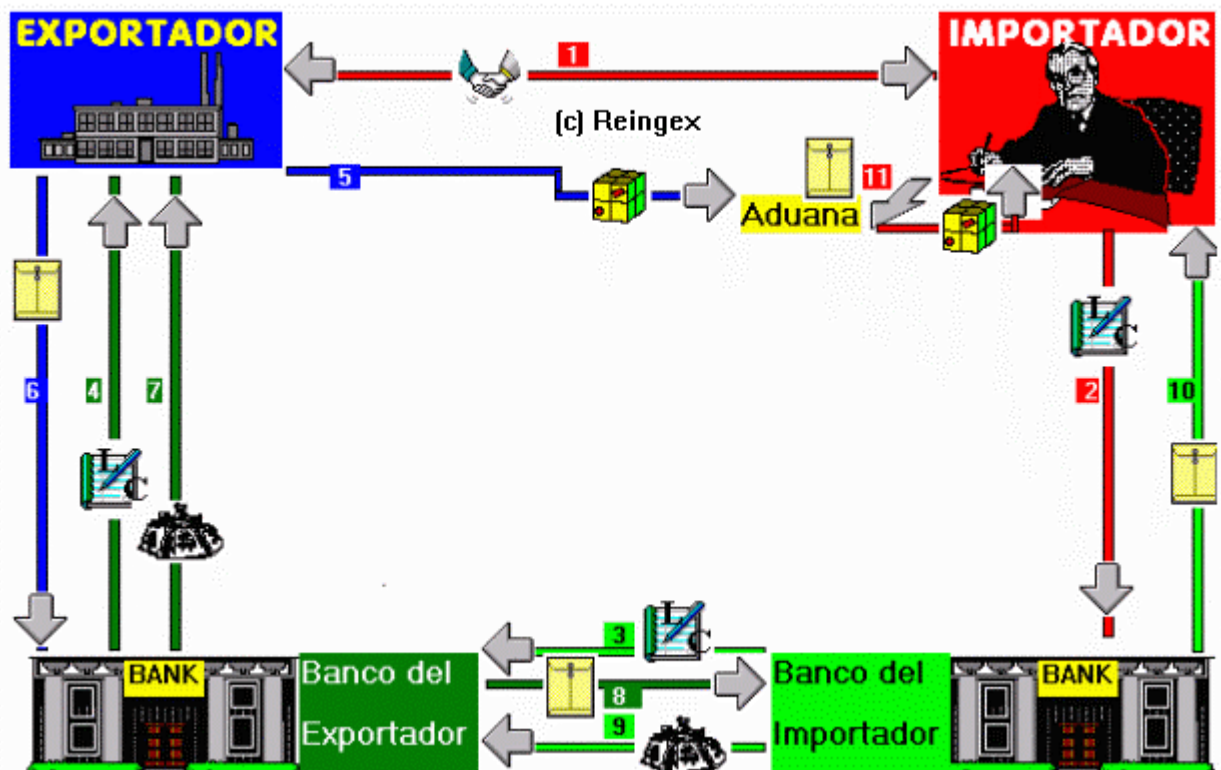 EXPORTADOR
IMPORTADOR
1
(c) Reingex
5
11
Aduana
L
C
6
4
7
2
10
L
C
3
L
C
BANK
Banco del
Exportador
8
9
Banco del
Importador
BANK